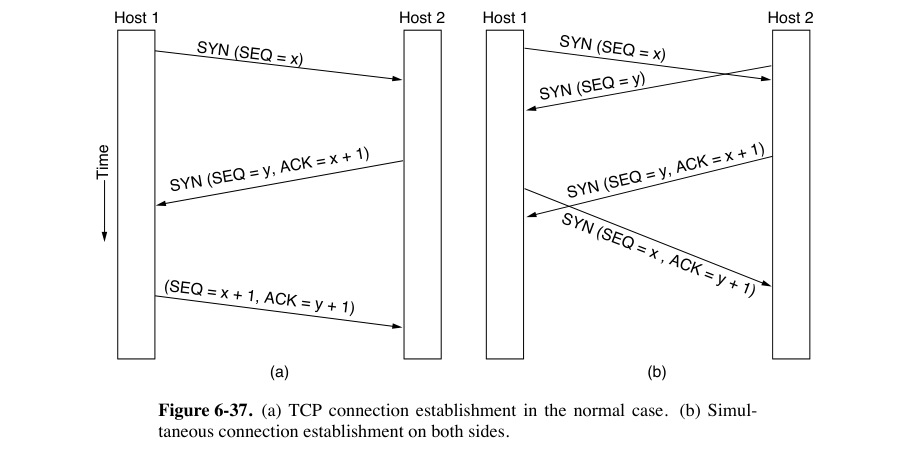 Host 1
Host 2
SYN (SEQ = x)
SYN (SEQ = y, ACK = x + 1)
(SEQ = x + 1, ACK = y + 1)
Time
(a)
Host 1
Host 2
SYN (SEQ = x)
SYN (SEQ = y)
SYN (SEQ = y, ACK = x + 1)
SYN (SEQ = x , ACK = y + 1)
(b)
Figure 6-37. (a) TCP connection establishment in the normal case. (b) Simul-
taneous connection establishment on both sides.